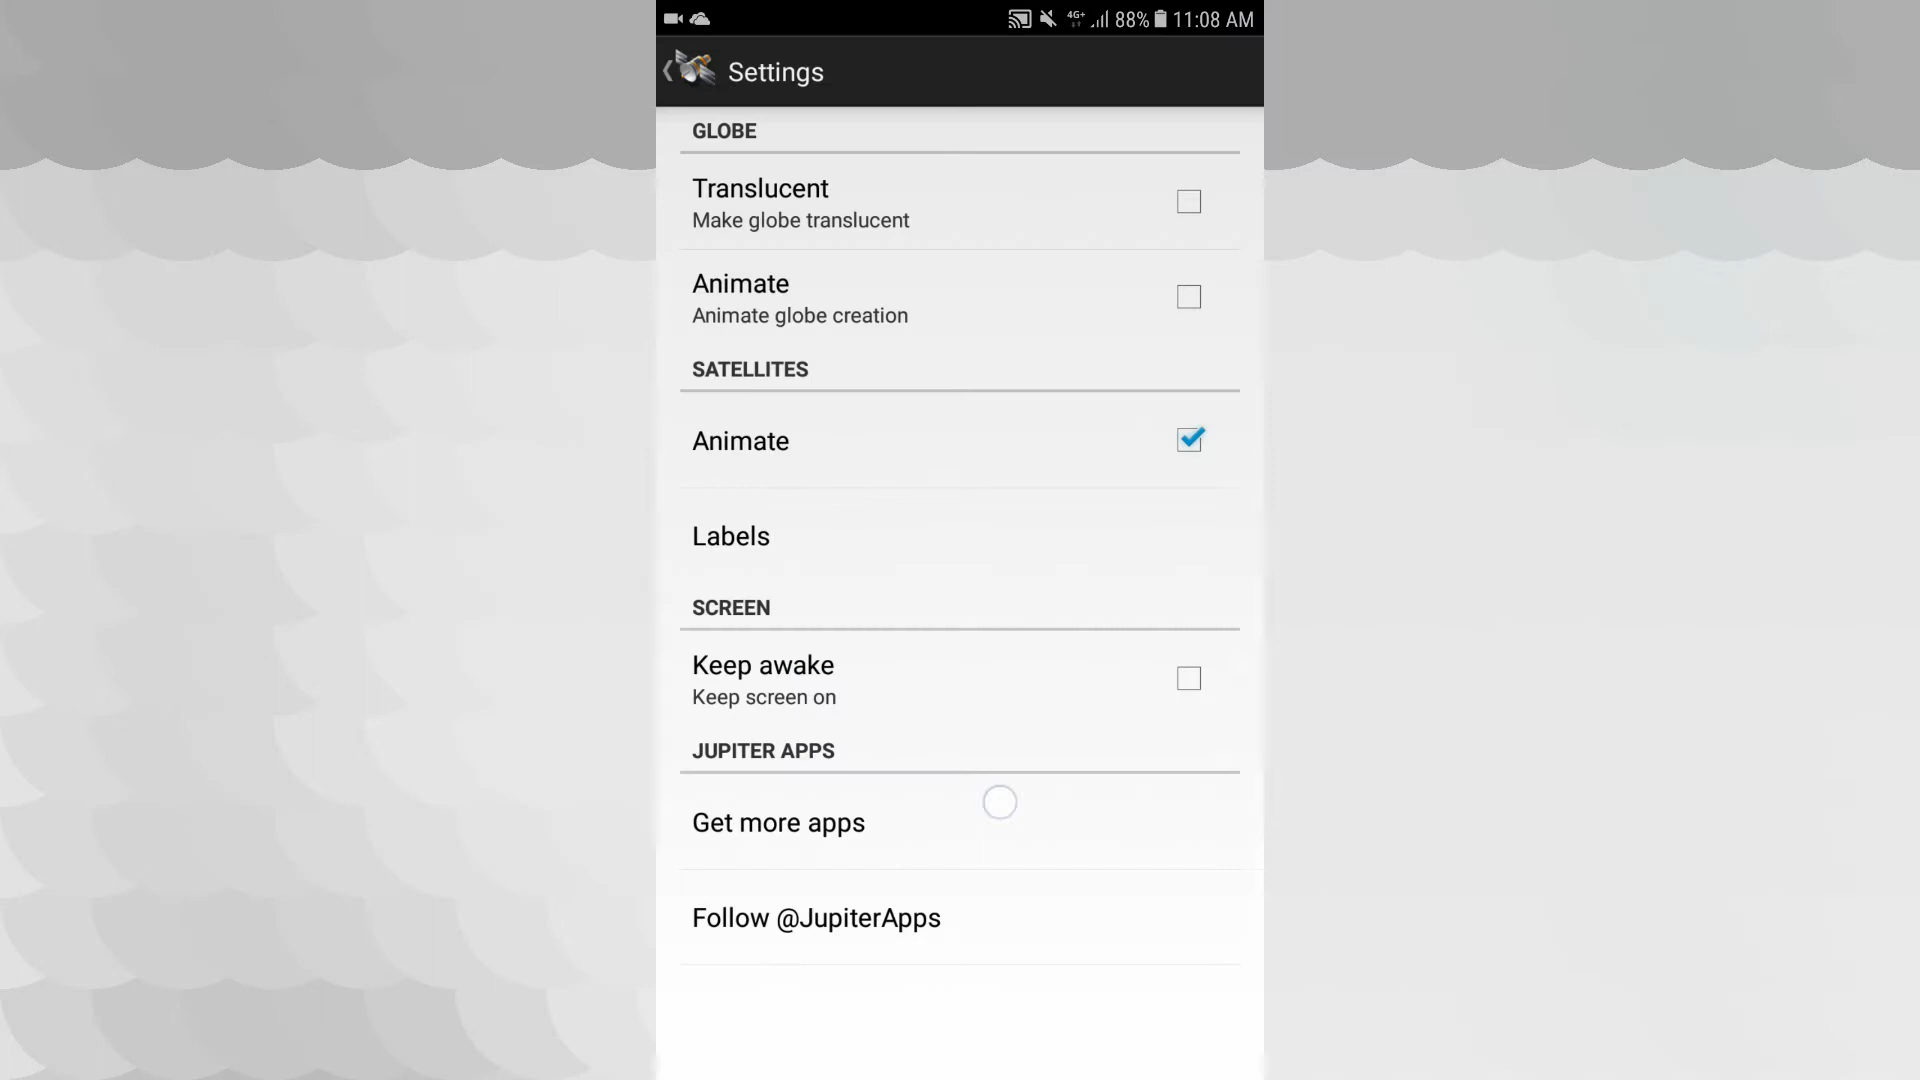 4G+ 88% 11:08 AM
Settings
GLOBE
Translucent
Make globe translucent
Animate
Animate globe creation
SATELLITES
Animate
Labels
SCREEN
Keep awake
Keep screen on
JUPITER APPS
Get more apps
Follow @JupiterApps